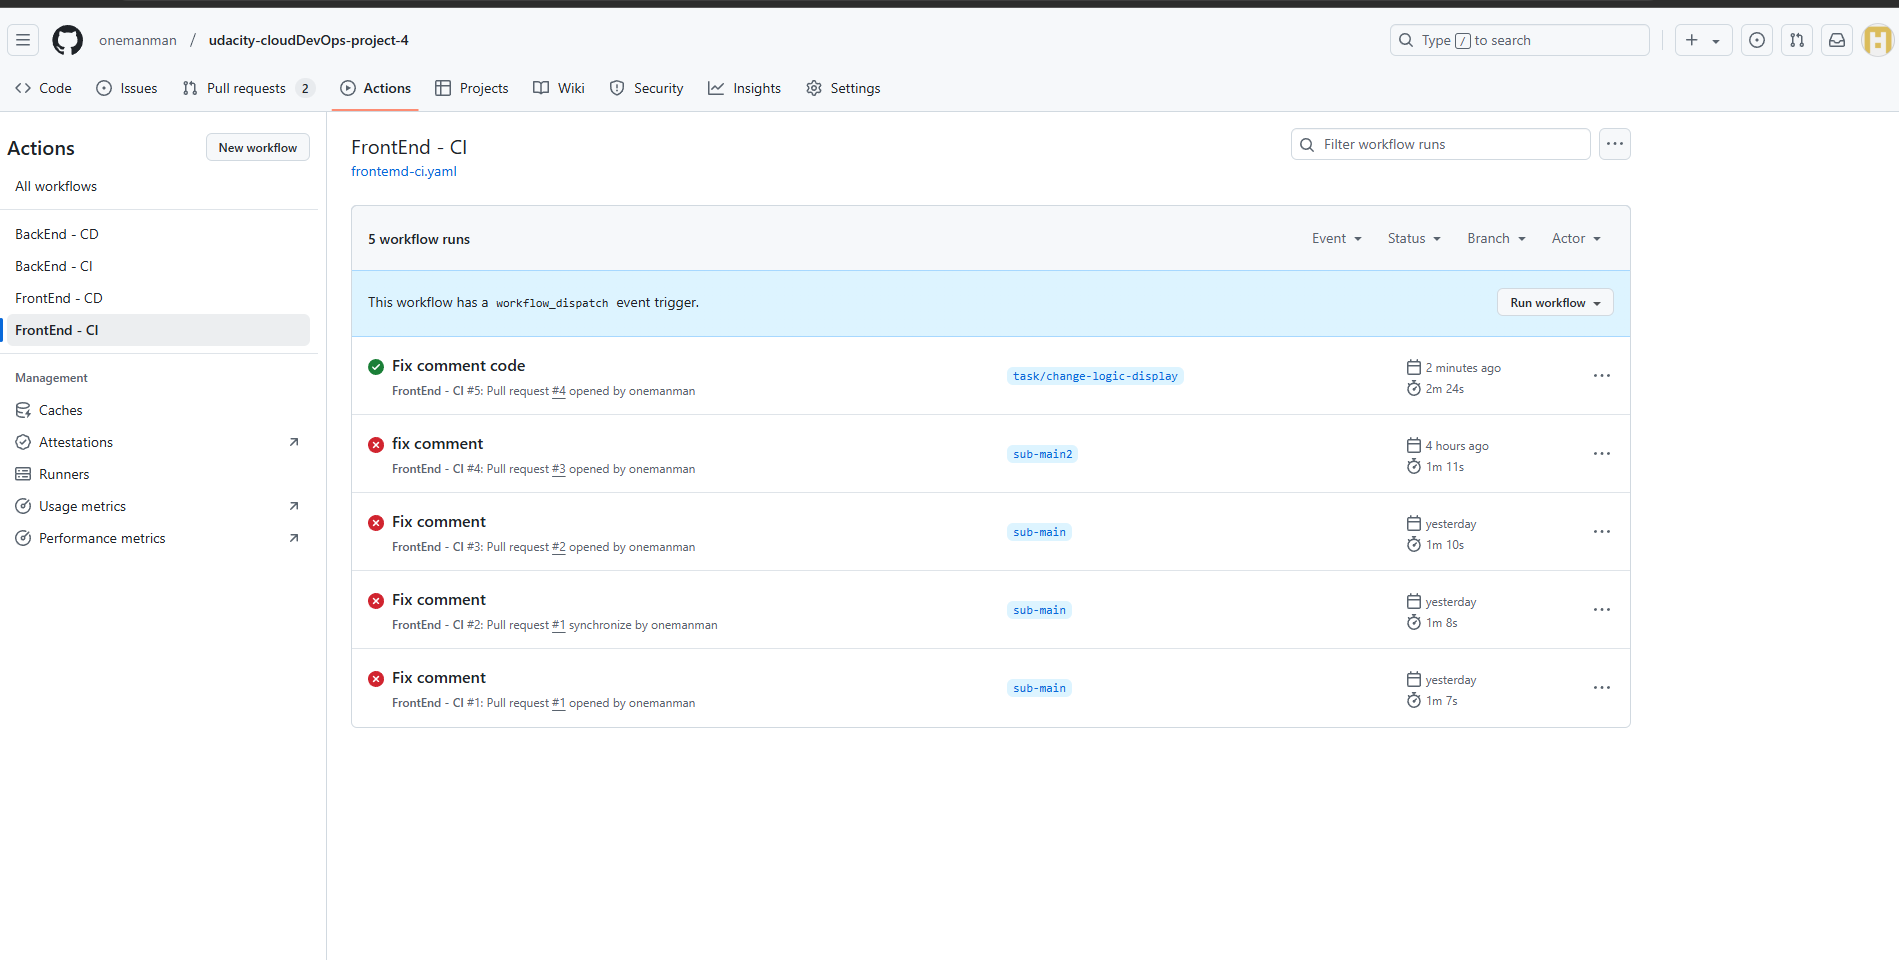 onemanman / udacity-cloudDevOps-project-4
Type / to search
Code Issues Pull requests 2 Actions Projects Wiki Security Insights Settings
Actions
New workflow
All workflows
BackEnd - CD
BackEnd - CI
FrontEnd - CD
FrontEnd - CI
Management
Caches
Attestations
Runners
Usage metrics
Performance metrics
FrontEnd - CI
frontemd-ci.yaml
Filter workflow runs
5 workflow runs
Event Status Branch Actor
This workflow has a workflow_dispatch event trigger.
Run workflow
Fix comment code
FrontEnd - CI #5: Pull request #4 opened by onemanman
task/change-logic-display
2 minutes ago
2m 24s
fix comment
FrontEnd - CI #4: Pull request #3 opened by onemanman
sub-main2
4 hours ago
1m 11s
Fix comment
FrontEnd - CI #3: Pull request #2 opened by onemanman
sub-main
yesterday
1m 10s
Fix comment
FrontEnd - CI #2: Pull request #1 synchronize by onemanman
sub-main
yesterday
1m 8s
Fix comment
FrontEnd - CI #1: Pull request #1 opened by onemanman
sub-main
yesterday
1m 7s